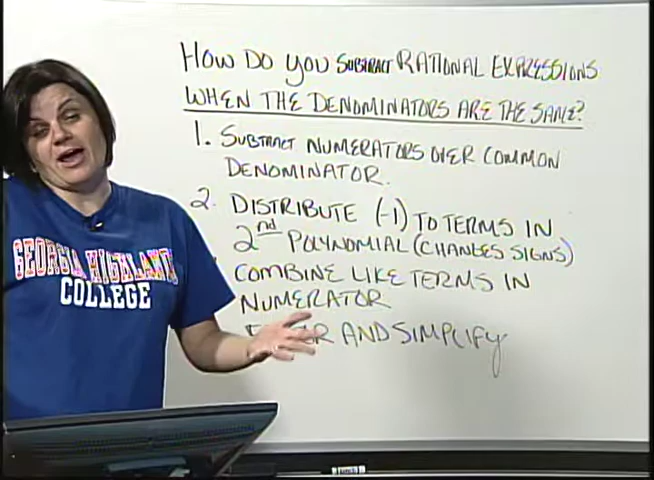 HOW DO YOU SUBTRACT RATIONAL EXPRESSIONS
WHEN THE DENOMINATORS ARE THE SAME?
1. SUBTRACT NUMERATORS OVER COMMON
DENOMINATOR.
2. DISTRIBUTE (-1) TO TERMS IN
2nd POLYNOMIAL (CHANGES SIGNS)
COMBINE LIKE TERMS IN
NUMERATOR
AND SIMPLIFY
GEORGIA HIGHLANDS
COLLEGE